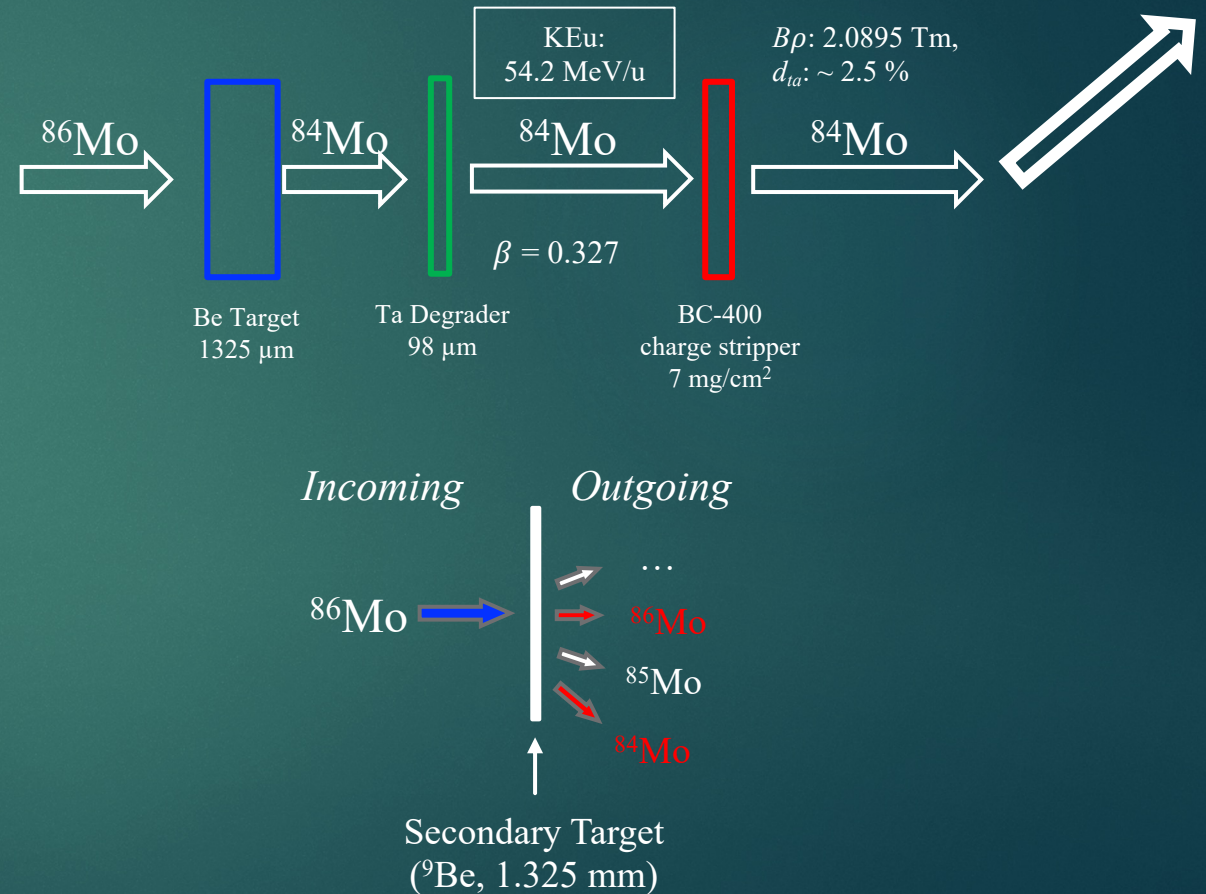 KEu:
54.2 MeV/u
𝐵𝜌: 2.0895 Tm,
d_ta: ~ 2.5 %
⁸⁶Mo
⁸⁴Mo
⁸⁴Mo
⁸⁴Mo
𝛽 = 0.327
Be Target
1325 µm
Ta Degrader
98 µm
BC-400
charge stripper
7 mg/cm²
Incoming
Outgoing
…
⁸⁶Mo
⁸⁶Mo
⁸⁵Mo
⁸⁴Mo
Secondary Target
(⁹Be, 1.325 mm)